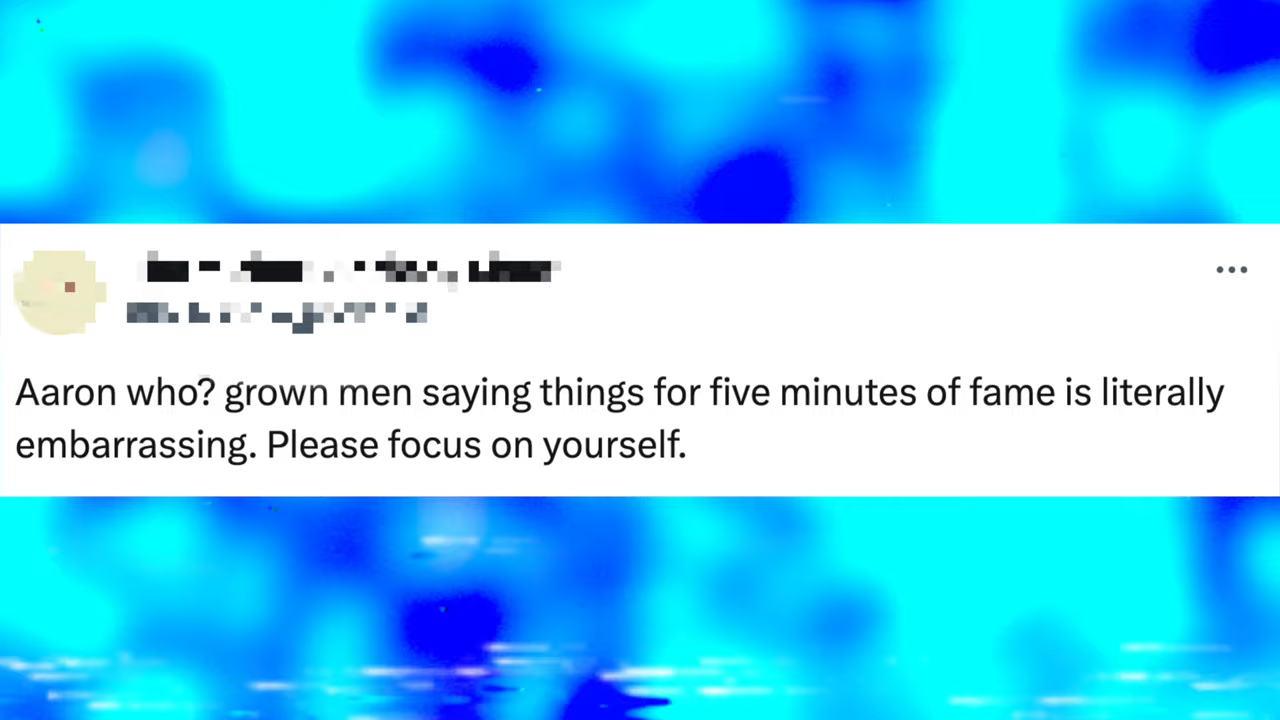 Aaron who? grown men saying things for five minutes of fame is literally
embarrassing. Please focus on yourself.